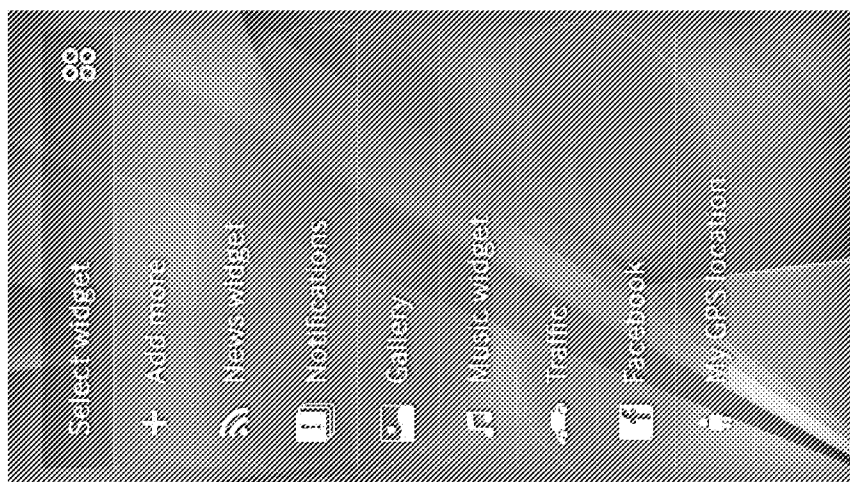 Select widget
Add more
News widget
Notifications
Gallery
Music widget
Traffic
Facebook
My GPS location